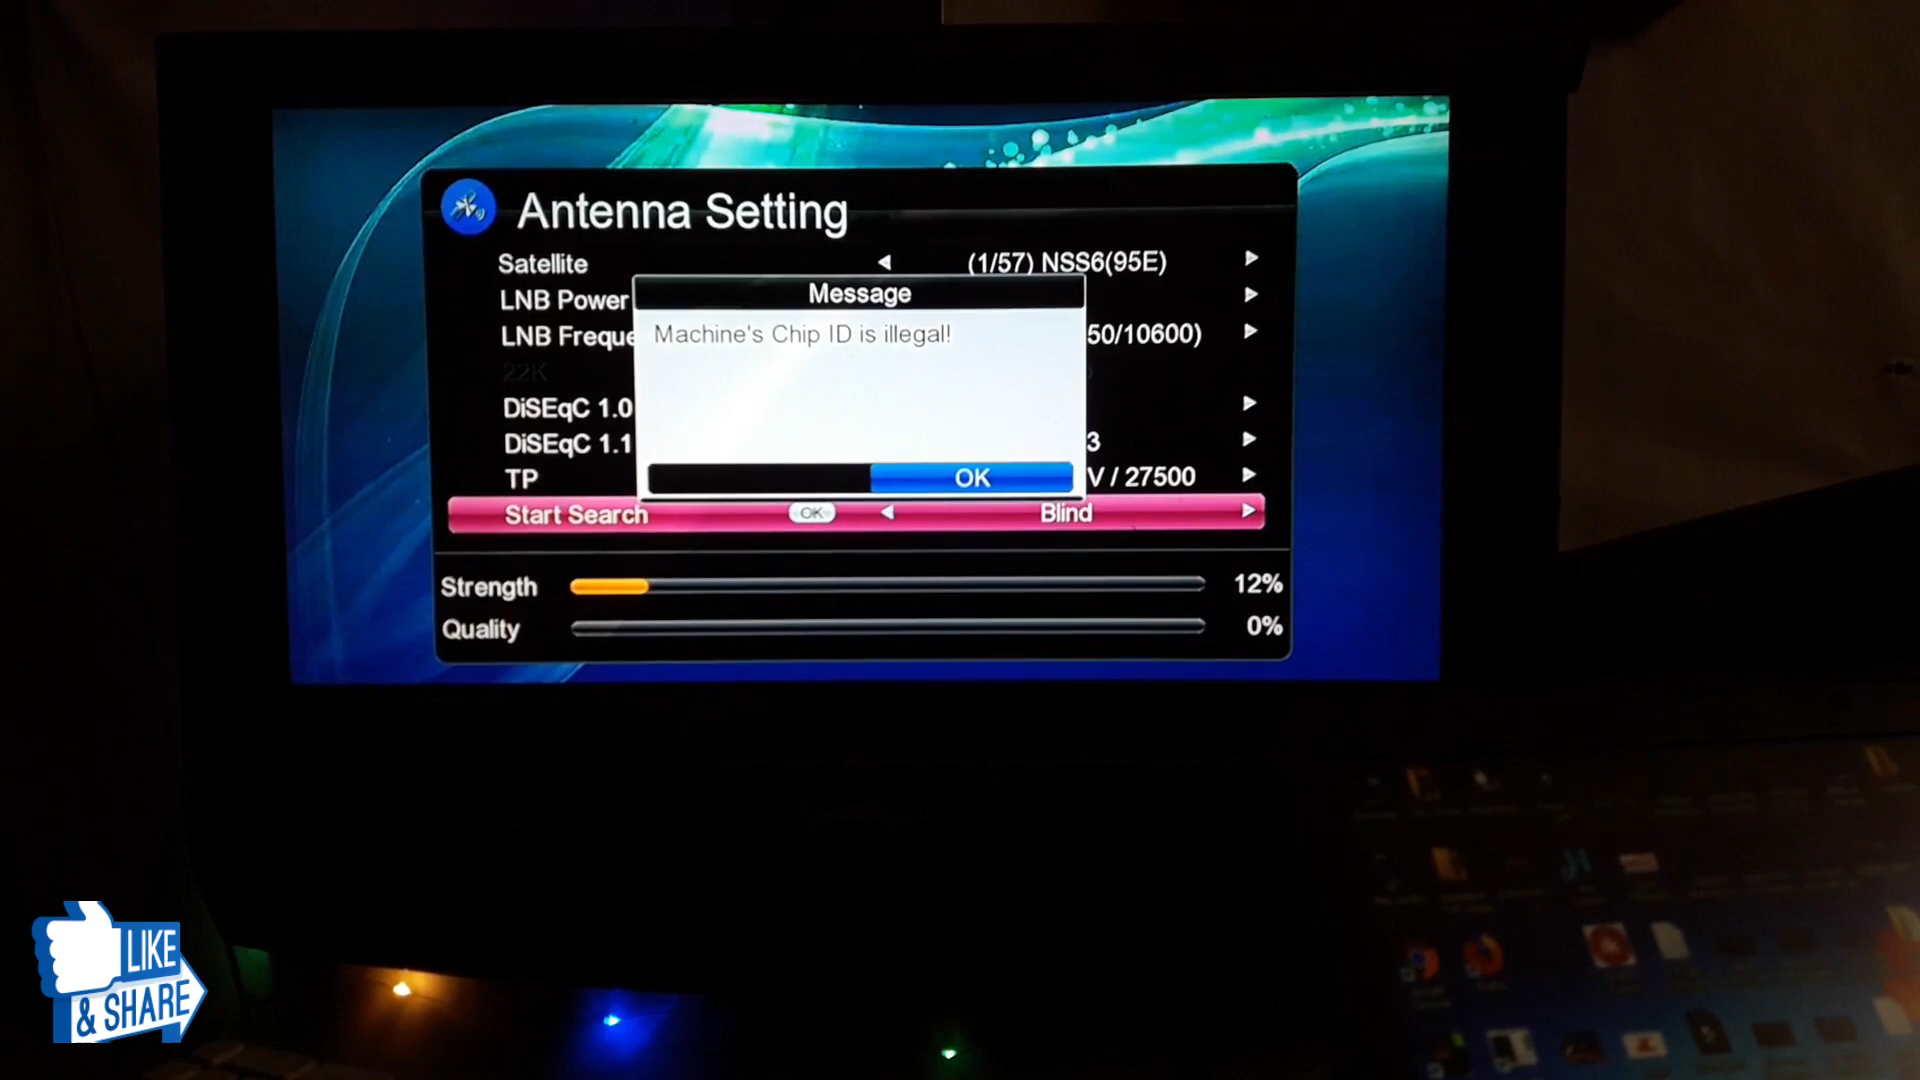 Antenna Setting
Satellite (1/57) NSS6(95E)
Message
LNB Power
LNB Freque 50/10600)
Machine's Chip ID is illegal!
22K
DiSEqC 1.0
DiSEqC 1.1 3
TP V / 27500
OK
Start Search OK Blind
Strength 12%
Quality 0%
LIKE
& SHARE